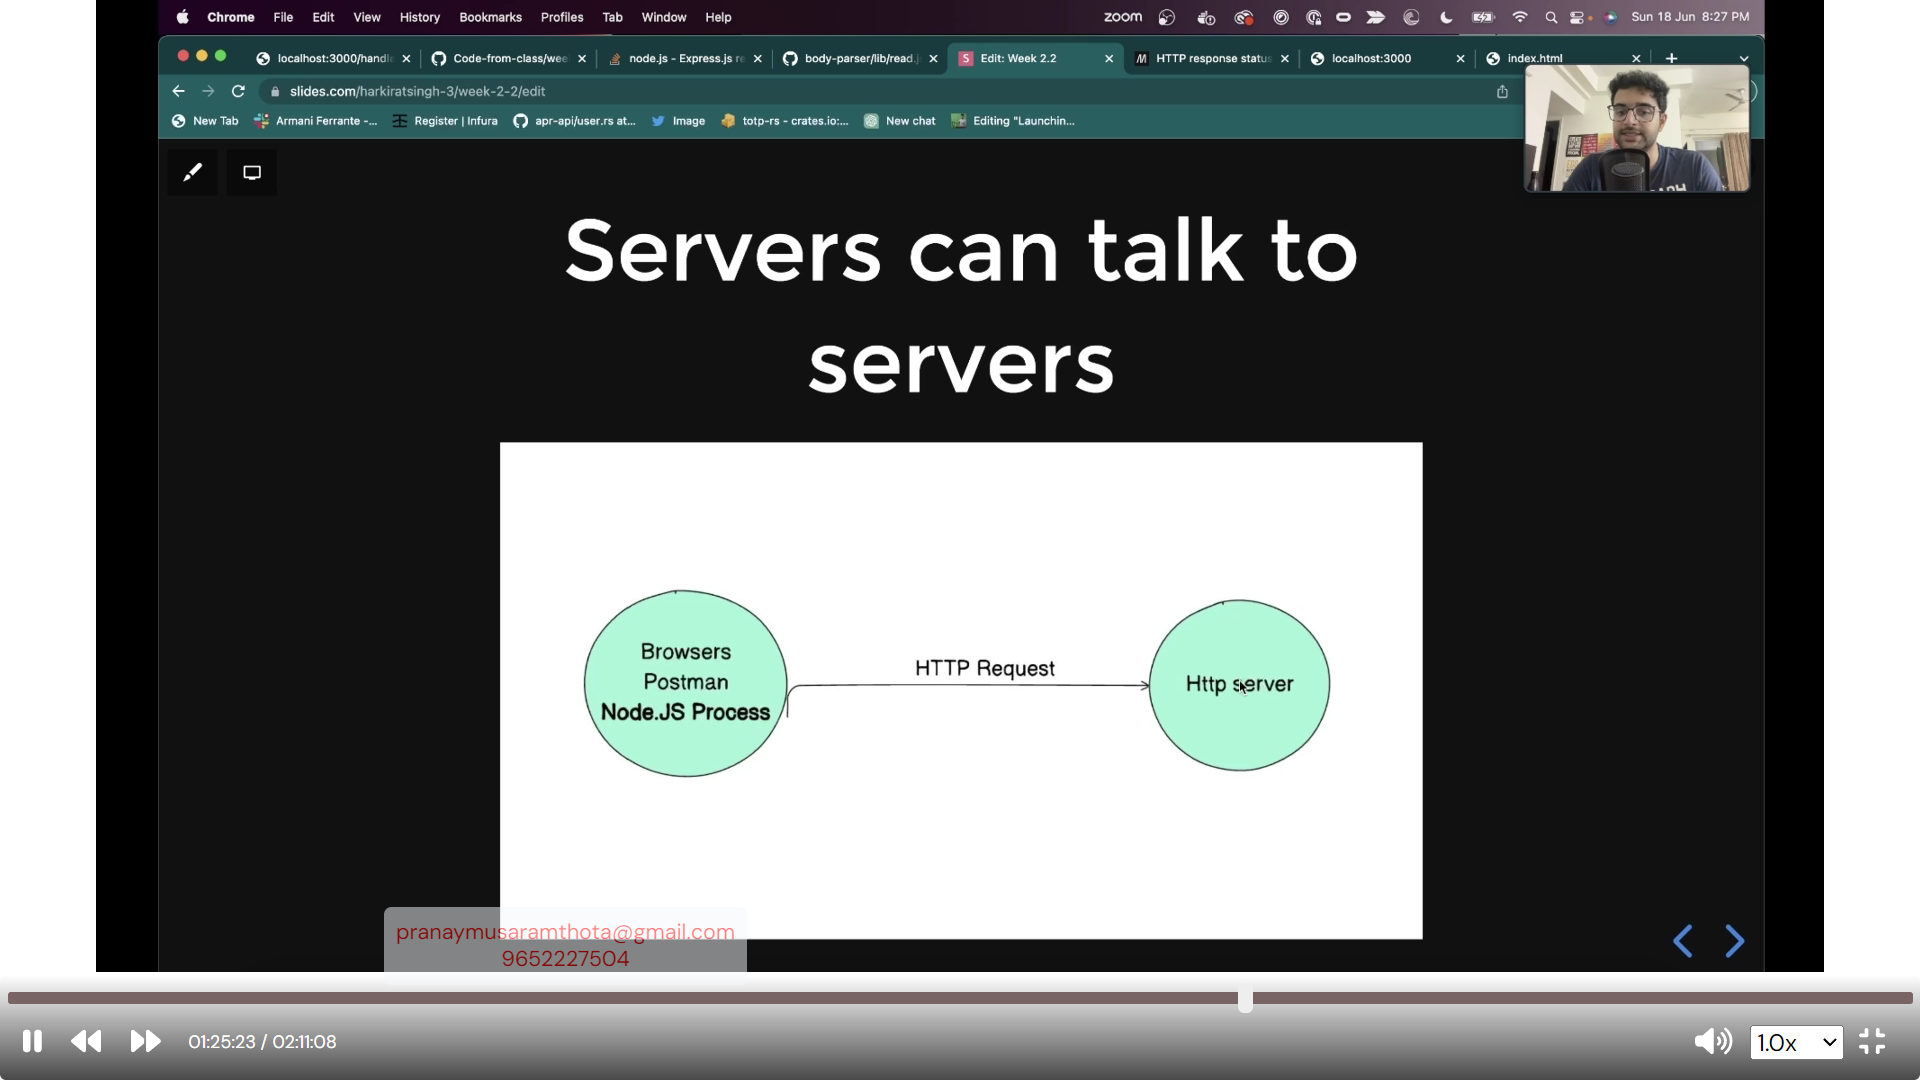 Chrome File Edit View History Bookmarks Profiles Tab Window Help zoom Sun 18 Jun 8:27 PM
localhost:3000/handle Code-from-class/wee node.js - Express.js re body-parser/lib/read.j S Edit: Week 2.2 HTTP response status localhost:3000 index.html
slides.com/harkiratsingh-3/week-2-2/edit
New Tab Armani Ferrante -... Register | Infura apr-api/user.rs at... Image totp-rs - crates.io:... New chat Editing "Launchin...
Servers can talk to
servers
Browsers
Postman
Node.JS Process
HTTP Request
Http server
pranaymusaramthota@gmail.com
9652227504
01:25:23 / 02:11:08
1.0x